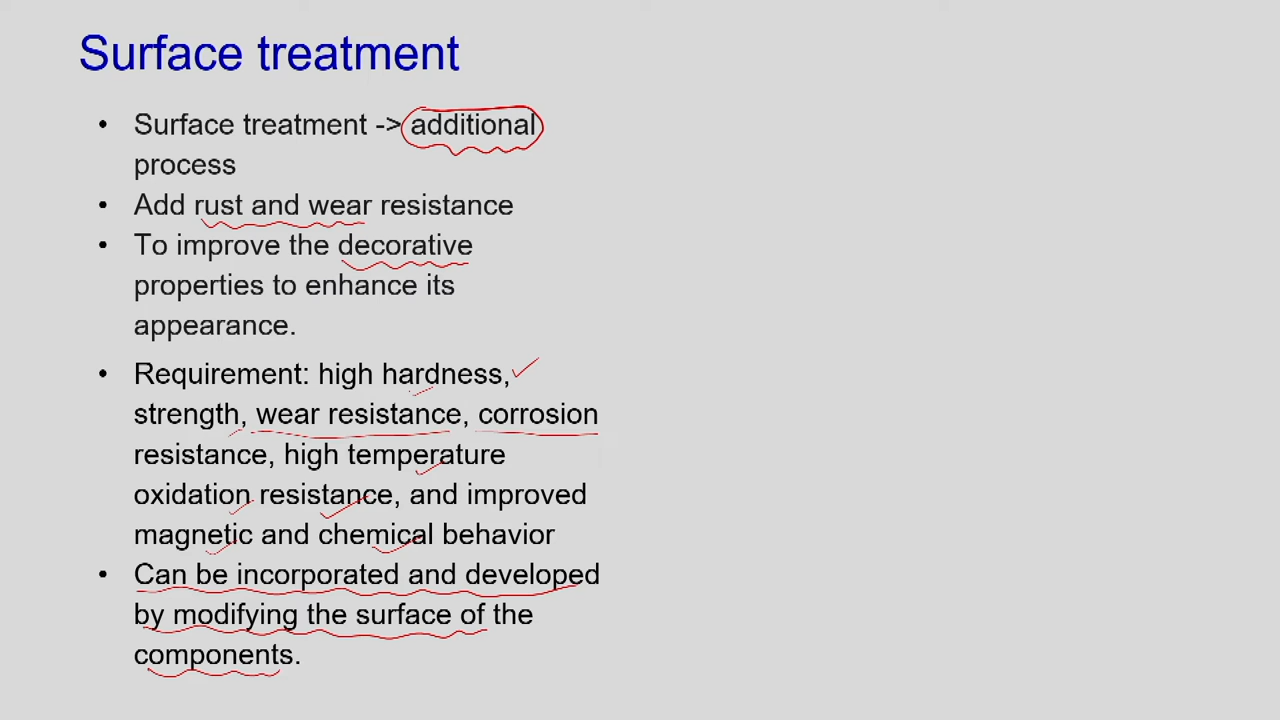 Surface treatment
• Surface treatment -> additional
process
• Add rust and wear resistance
• To improve the decorative
properties to enhance its
appearance.
• Requirement: high hardness,
strength, wear resistance, corrosion
resistance, high temperature
oxidation resistance, and improved
magnetic and chemical behavior
• Can be incorporated and developed
by modifying the surface of the
components.